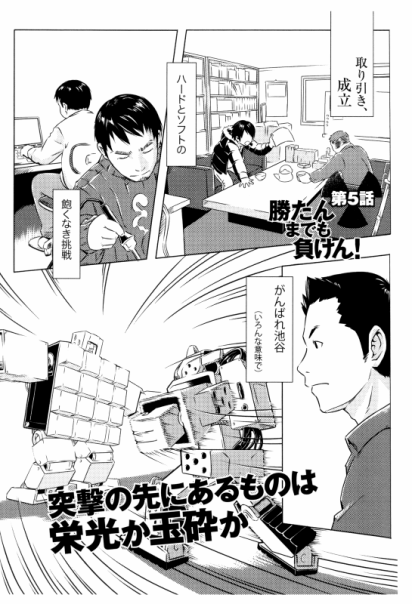 取り引き、
成立
第5話
勝たん
までも
負けん!
ハードとソフトの
飽くなき挑戦
がんばれ池谷
(いろんな意味で)
突撃の先にあるものは
栄光か玉砕か